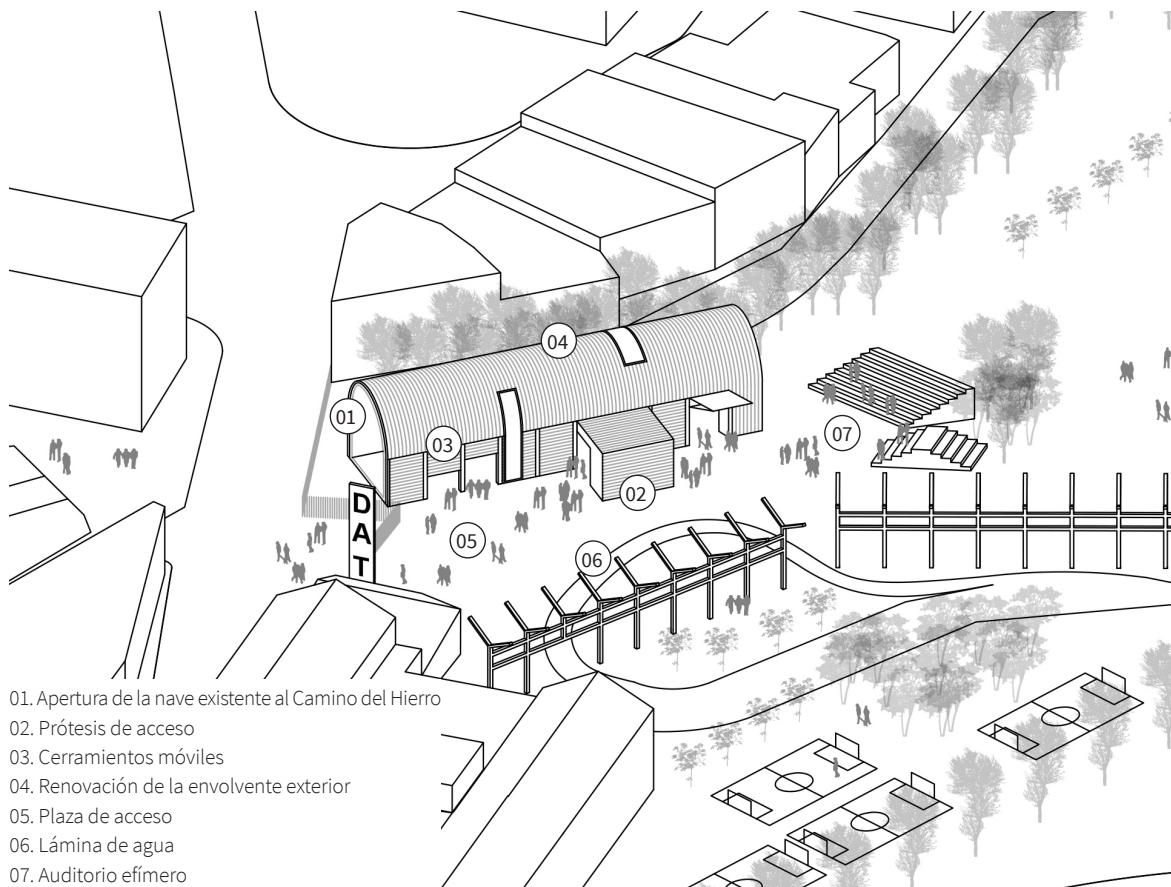 04
01
03
07
02
05
06
D
A
T
01. Apertura de la nave existente al Camino del Hierro
02. Prótesis de acceso
03. Cerramientos móviles
04. Renovación de la envolvente exterior
05. Plaza de acceso
06. Lámina de agua
07. Auditorio efímero